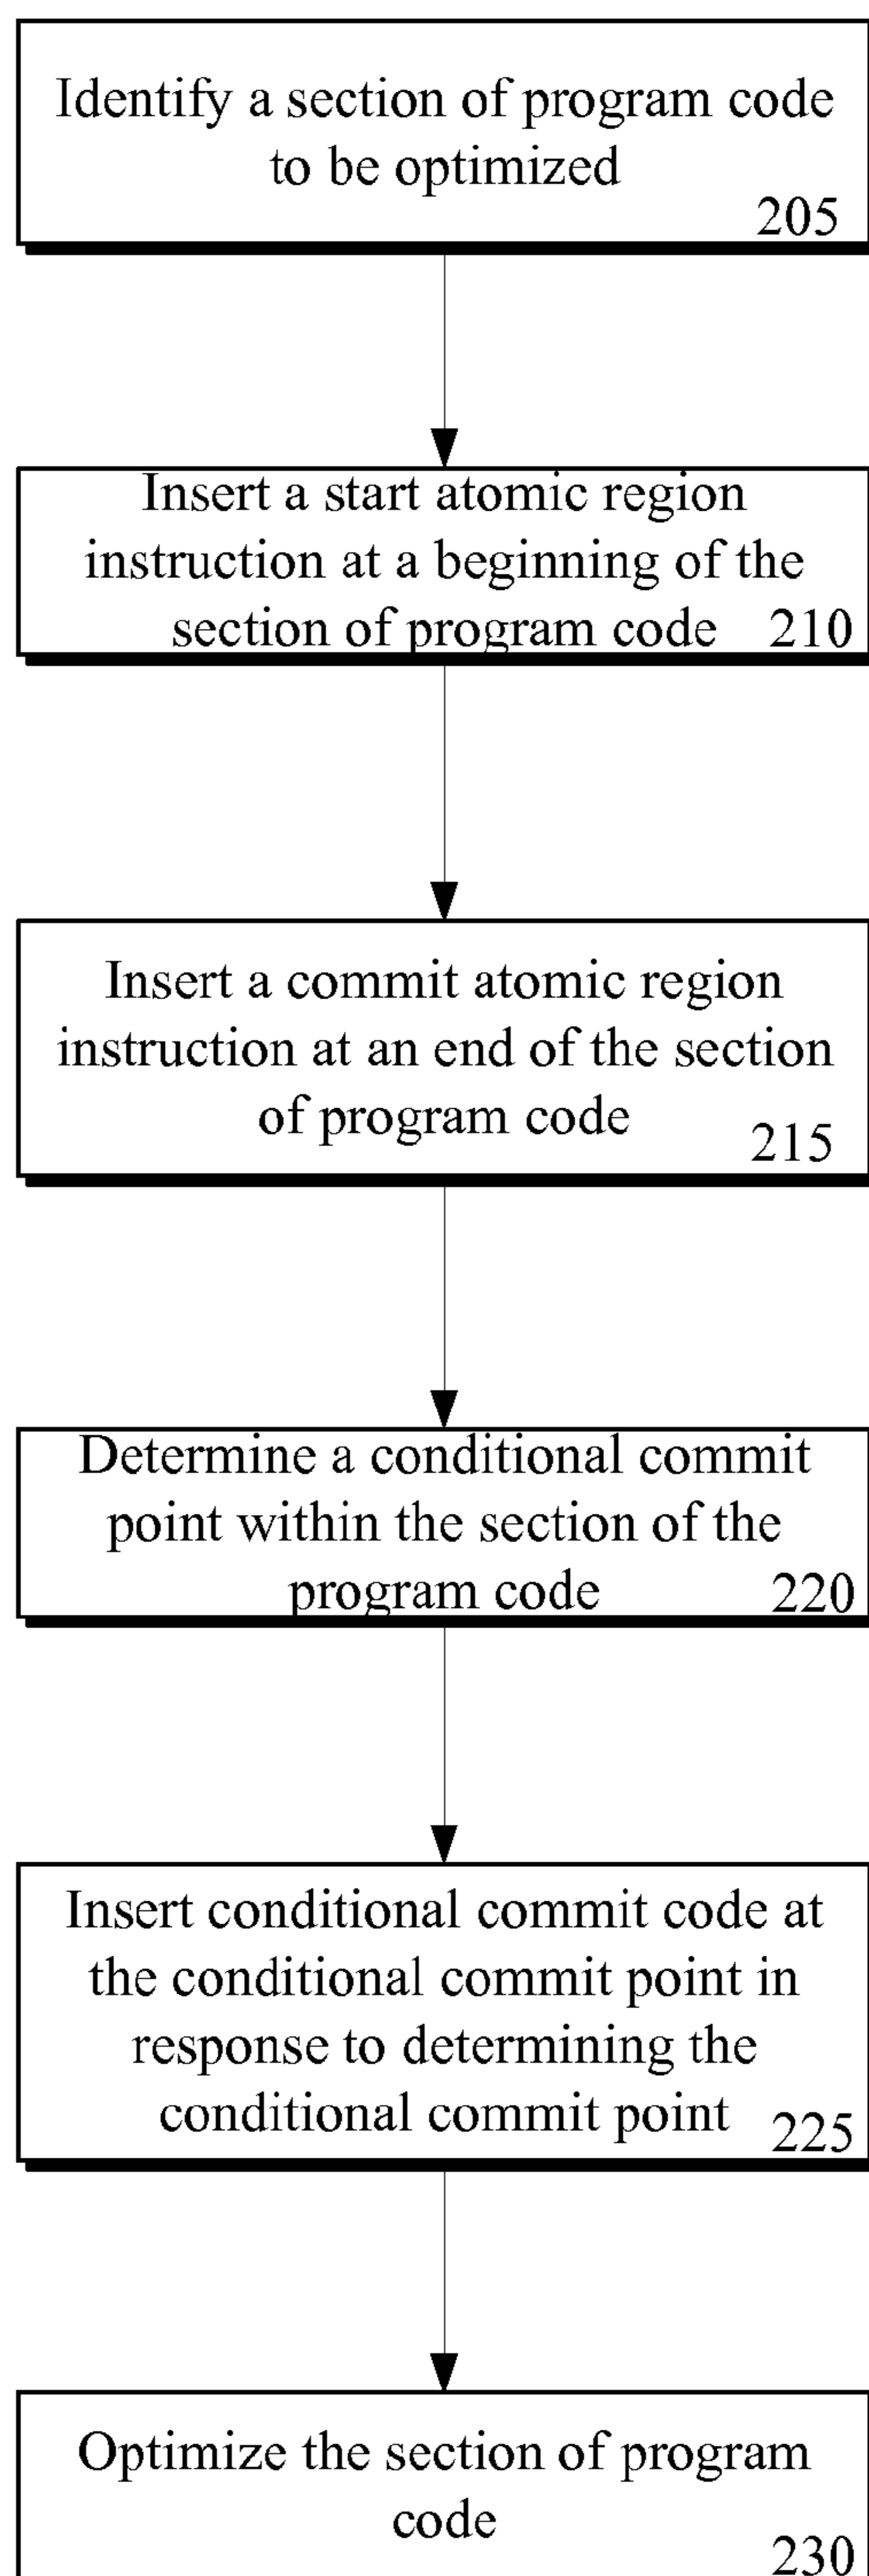 Identify a section of program code
to be optimized
205
Insert a start atomic region
instruction at a beginning of the
section of program code 210
Insert a commit atomic region
instruction at an end of the section
of program code
215
Determine a conditional commit
point within the section of the
program code 220
Insert conditional commit code at
the conditional commit point in
response to determining the
conditional commit point 225
Optimize the section of program
code
230